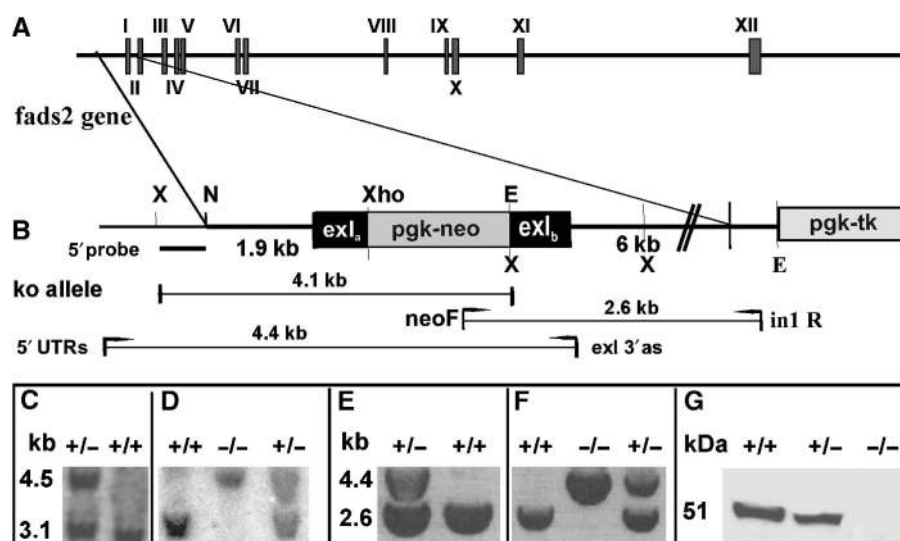 A
I III V VI VIII IX XI XII
II IV VII X
fads2 gene
X N Xho E
B
exIa pgk-neo exIb pgk-tk
5′ probe 1.9 kb 6 kb
X X E
ko allele 4.1 kb
neoF 2.6 kb in1 R
5′ UTRs 4.4 kb exI 3′as
C D E F G
kb +/− +/+ +/+ −/− +/− kb +/− +/+ +/+ −/− +/− kDa +/+ +/− −/−
4.5 4.4
51
3.1 2.6